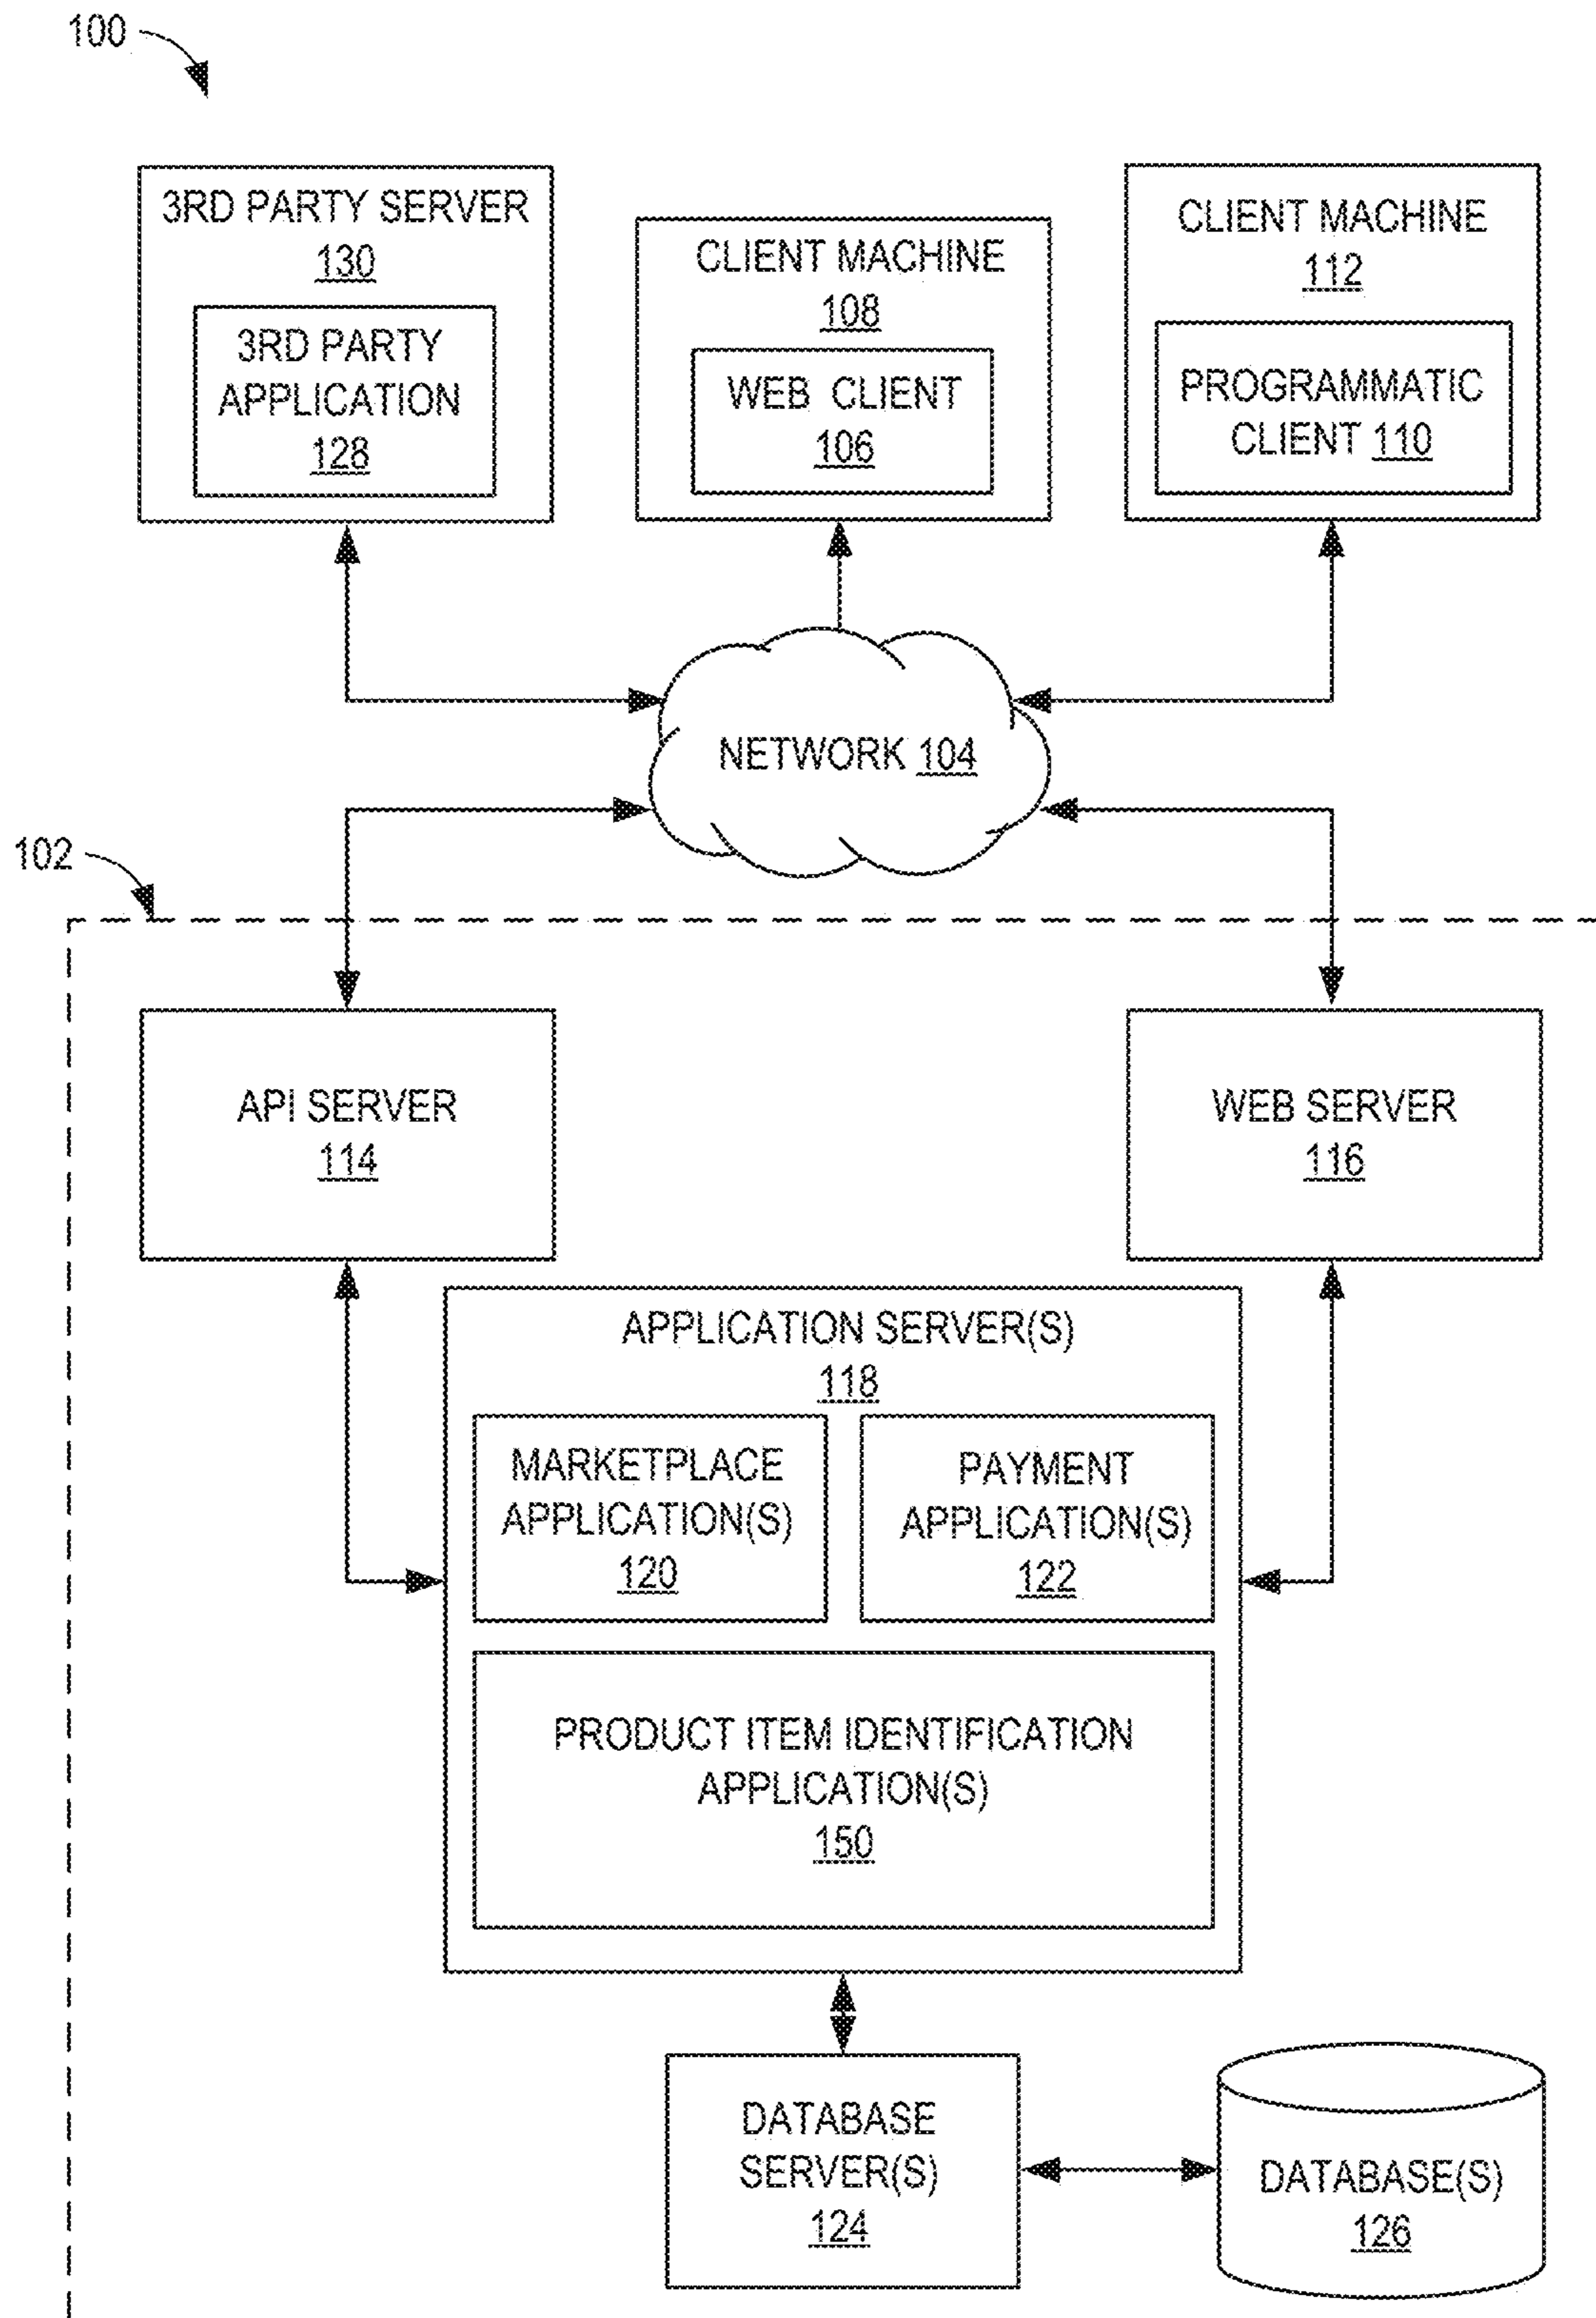 100
3RD PARTY SERVER
130
3RD PARTY
APPLICATION
128
CLIENT MACHINE
108
WEB CLIENT
106
CLIENT MACHINE
112
PROGRAMMATIC
CLIENT 110
NETWORK 104
102
API SERVER
114
WEB SERVER
116
APPLICATION SERVER(S)
118
MARKETPLACE
APPLICATION(S)
120
PAYMENT
APPLICATION(S)
122
PRODUCT ITEM IDENTIFICATION
APPLICATION(S)
150
DATABASE
SERVER(S)
124
DATABASE(S)
126